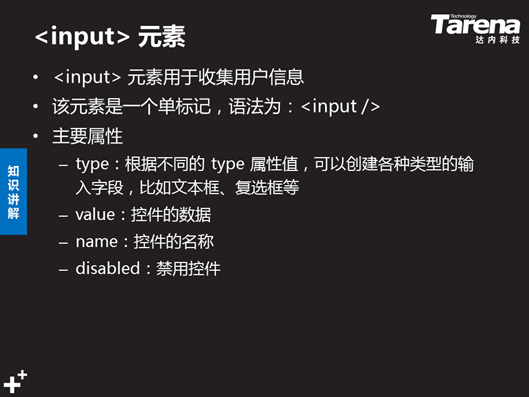 <input> 元素
Technology
Tarena
达内科技
• <input> 元素用于收集用户信息
• 该元素是一个单标记，语法为：<input />
• 主要属性
知识讲解
– type：根据不同的 type 属性值，可以创建各种类型的输
入字段，比如文本框、复选框等
– value：控件的数据
– name：控件的名称
– disabled：禁用控件